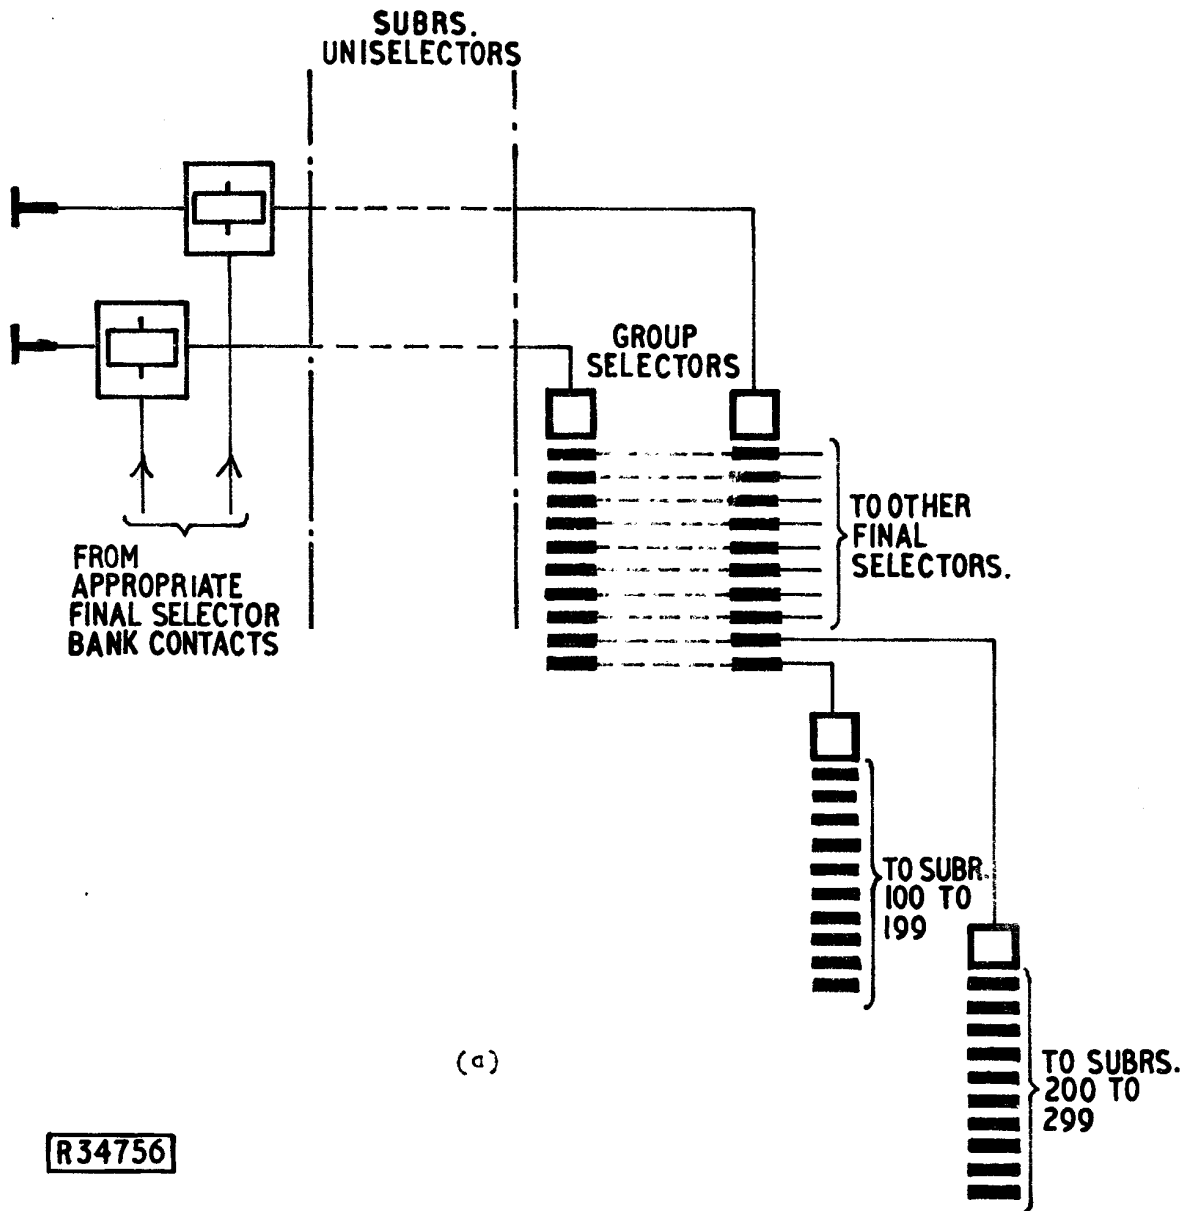 SUBRS.
UNISELECTORS
GROUP
SELECTORS
TO OTHER
FINAL
SELECTORS.
FROM
APPROPRIATE
FINAL SELECTOR
BANK CONTACTS
TO SUBR.
100 TO
199
TO SUBRS.
200 TO
299
(a)
R34756